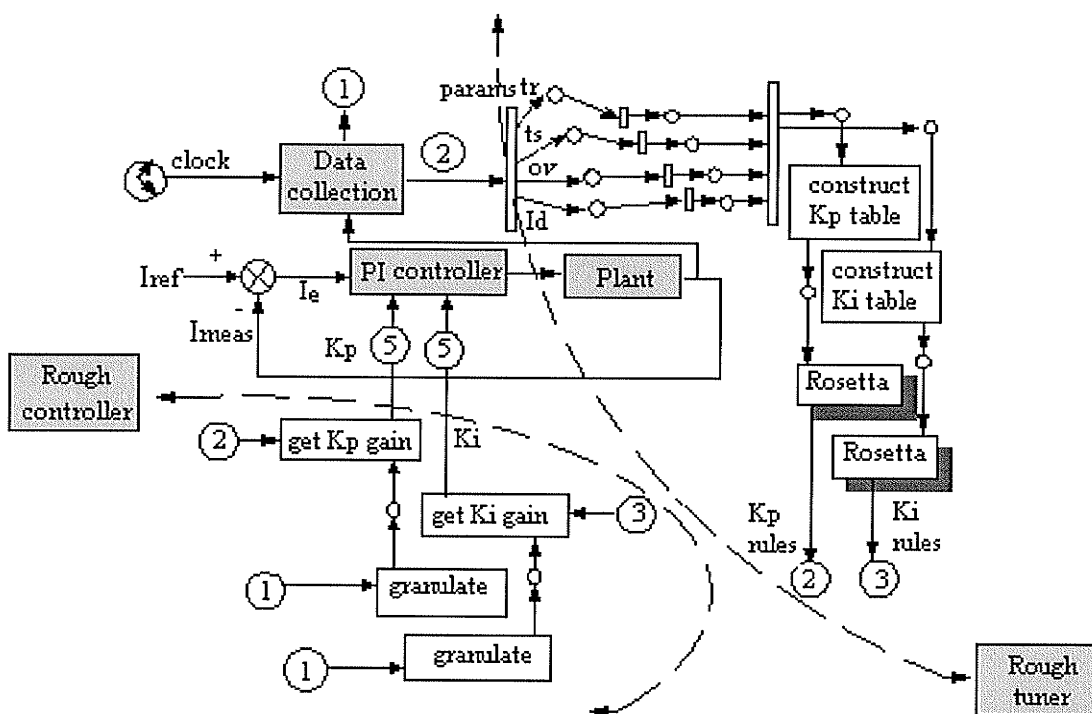 params tr
1
clock
Data
collection
2
ts
ov
Id
construct
Kp table
construct
Ki table
+
Iref
Ie
PI controller
Plant
-
Imeas
Kp
5
5
Rough
controller
Rosetta
Rosetta
2
get Kp gain
Ki
get Ki gain
3
Kp
rules
Ki
rules
2
3
1
granulate
1
granulate
Rough
tuner